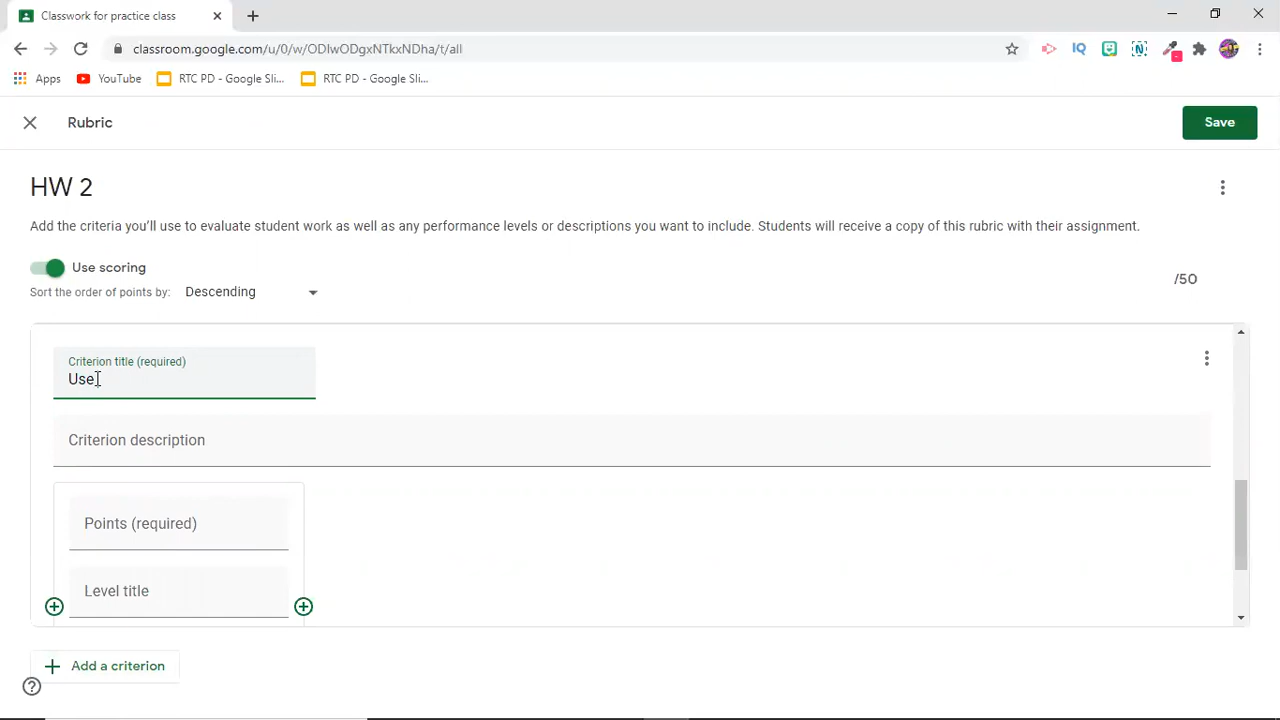 Classwork for practice class
classroom.google.com/u/0/w/ODIwODgxNTkxNDha/t/all
IQ
N
Apps
YouTube
RTC PD - Google Sli...
RTC PD - Google Sli...
Rubric
Save
HW 2
Add the criteria you'll use to evaluate student work as well as any performance levels or descriptions you want to include. Students will receive a copy of this rubric with their assignment.
Use scoring
Sort the order of points by: Descending
/50
Criterion title (required)
Use
Criterion description
Points (required)
Level title
Add a criterion